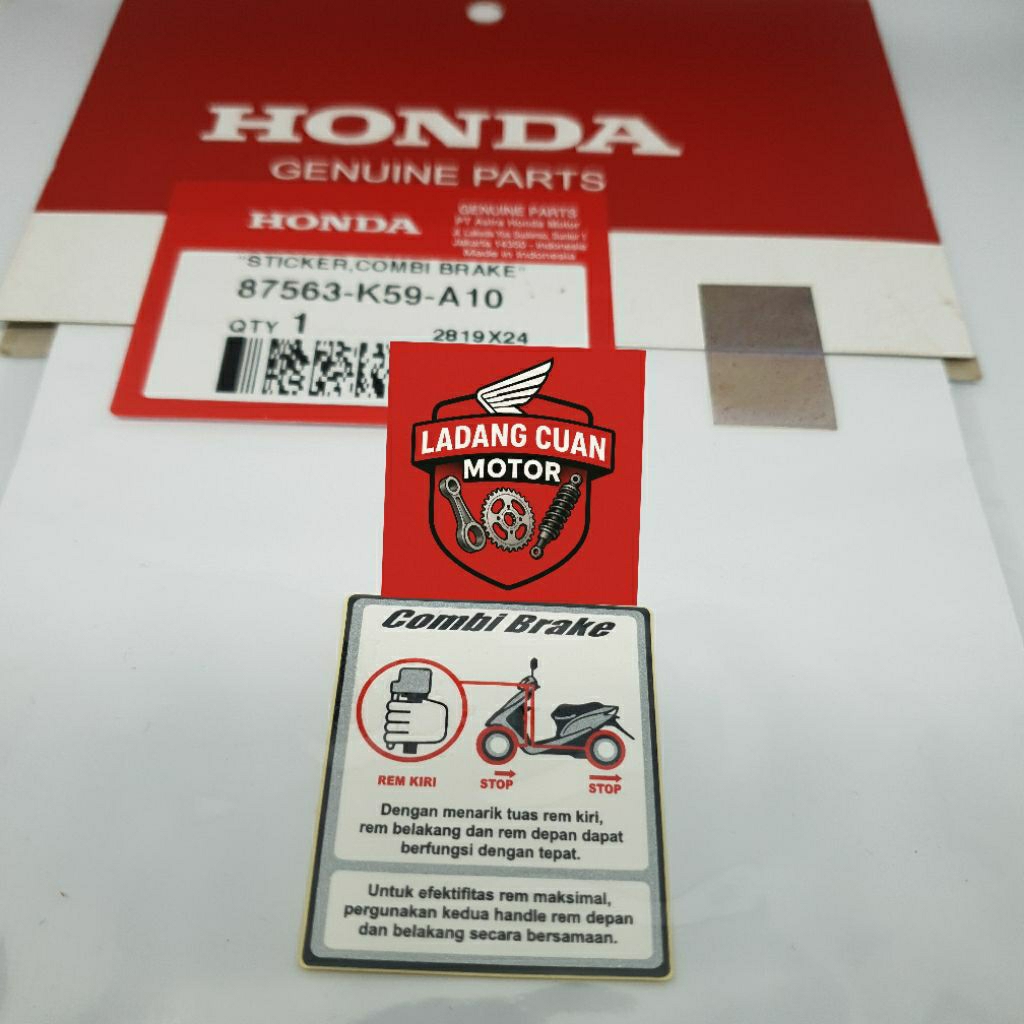 HONDA
GENUINE PARTS
HONDA
GENUINE PARTS
PT Astra Honda Motor
Jakarta 14350 - Indonesia
Made in Indonesia
"STICKER,COMBI BRAKE"
87563-K59-A10
QTY 1
2819X24
LADANG CUAN
MOTOR
Combi Brake
REM KIRI
STOP
STOP
Dengan menarik tuas rem kiri,
rem belakang dan rem depan dapat
berfungsi dengan tepat.
Untuk efektifitas rem maksimal,
pergunakan kedua handle rem depan
dan belakang secara bersamaan.